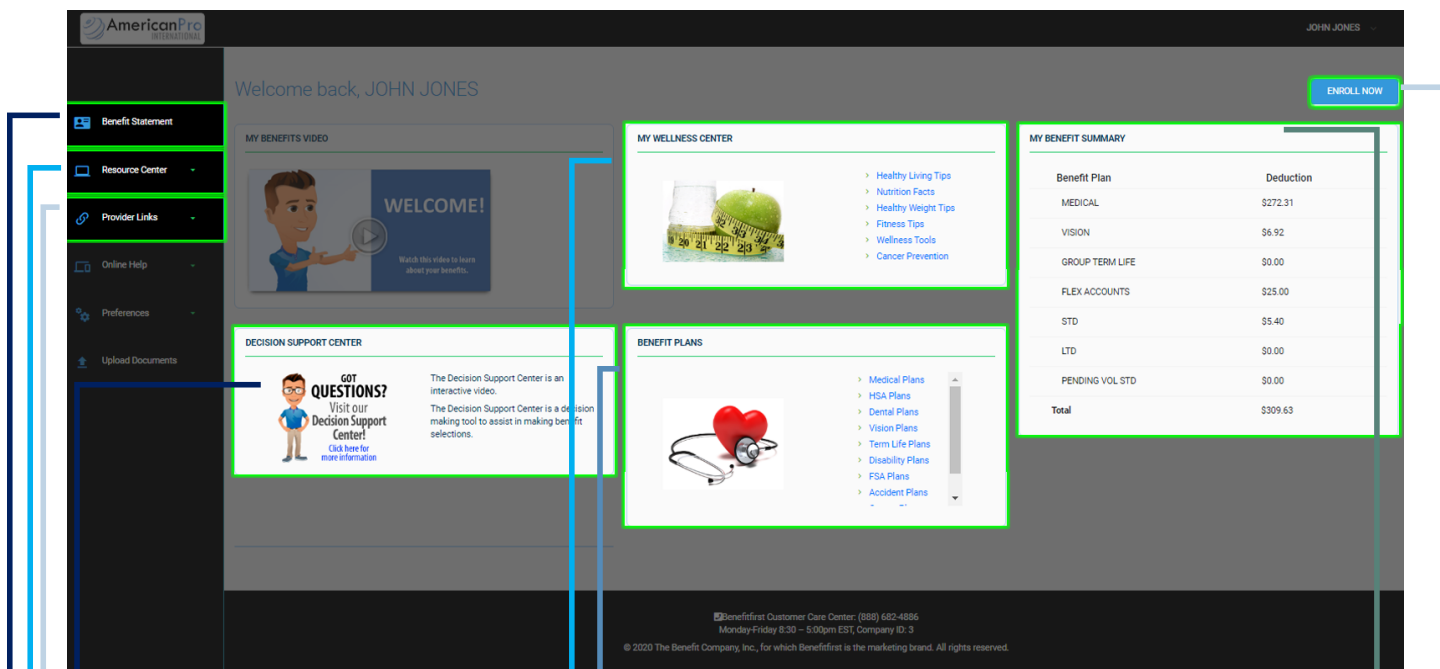 AmericanPro
INTERNATIONAL
JOHN JONES
Welcome back, JOHN JONES
ENROLL NOW
Benefit Statement
Resource Center
Provider Links
Online Help
Preferences
Upload Documents
MY BENEFITS VIDEO
WELCOME!
Watch this video to learn
about your benefits.
MY WELLNESS CENTER
Healthy Living Tips
Nutrition Facts
Healthy Weight Tips
Fitness Tips
Wellness Tools
Cancer Prevention
MY BENEFIT SUMMARY
Benefit Plan Deduction
MEDICAL $272.31
VISION $6.92
GROUP TERM LIFE $0.00
FLEX ACCOUNTS $25.00
STD $5.40
LTD $0.00
PENDING VOL STD $0.00
Total $309.63
DECISION SUPPORT CENTER
GOT
QUESTIONS?
Visit our
Decision Support
Center!
Click here for
more information
The Decision Support Center is an
interactive video.
The Decision Support Center is a decision
making tool to assist in making benefit
selections.
BENEFIT PLANS
Medical Plans
HSA Plans
Dental Plans
Vision Plans
Term Life Plans
Disability Plans
FSA Plans
Accident Plans
Benefitfirst Customer Care Center: (888) 682-4886
Monday-Friday 8:30 – 5:00pm EST, Company ID: 3
© 2020 The Benefit Company, Inc., for which Benefitfirst is the marketing brand. All rights reserved.